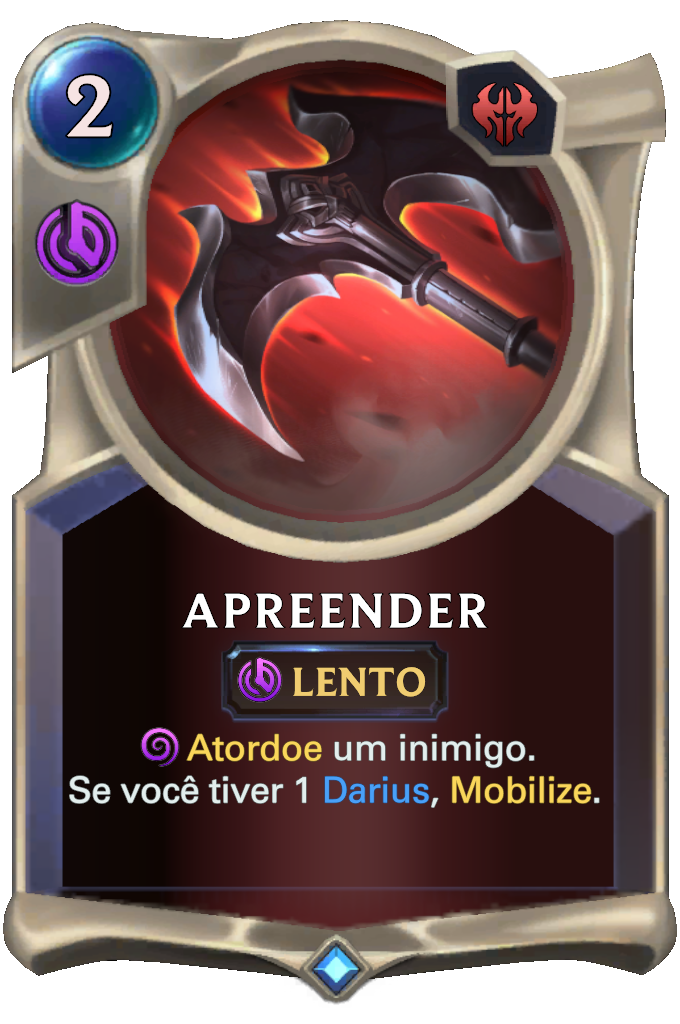 2
APREENDER
LENTO
Atordoe um inimigo.
Se você tiver 1 Darius, Mobilize.